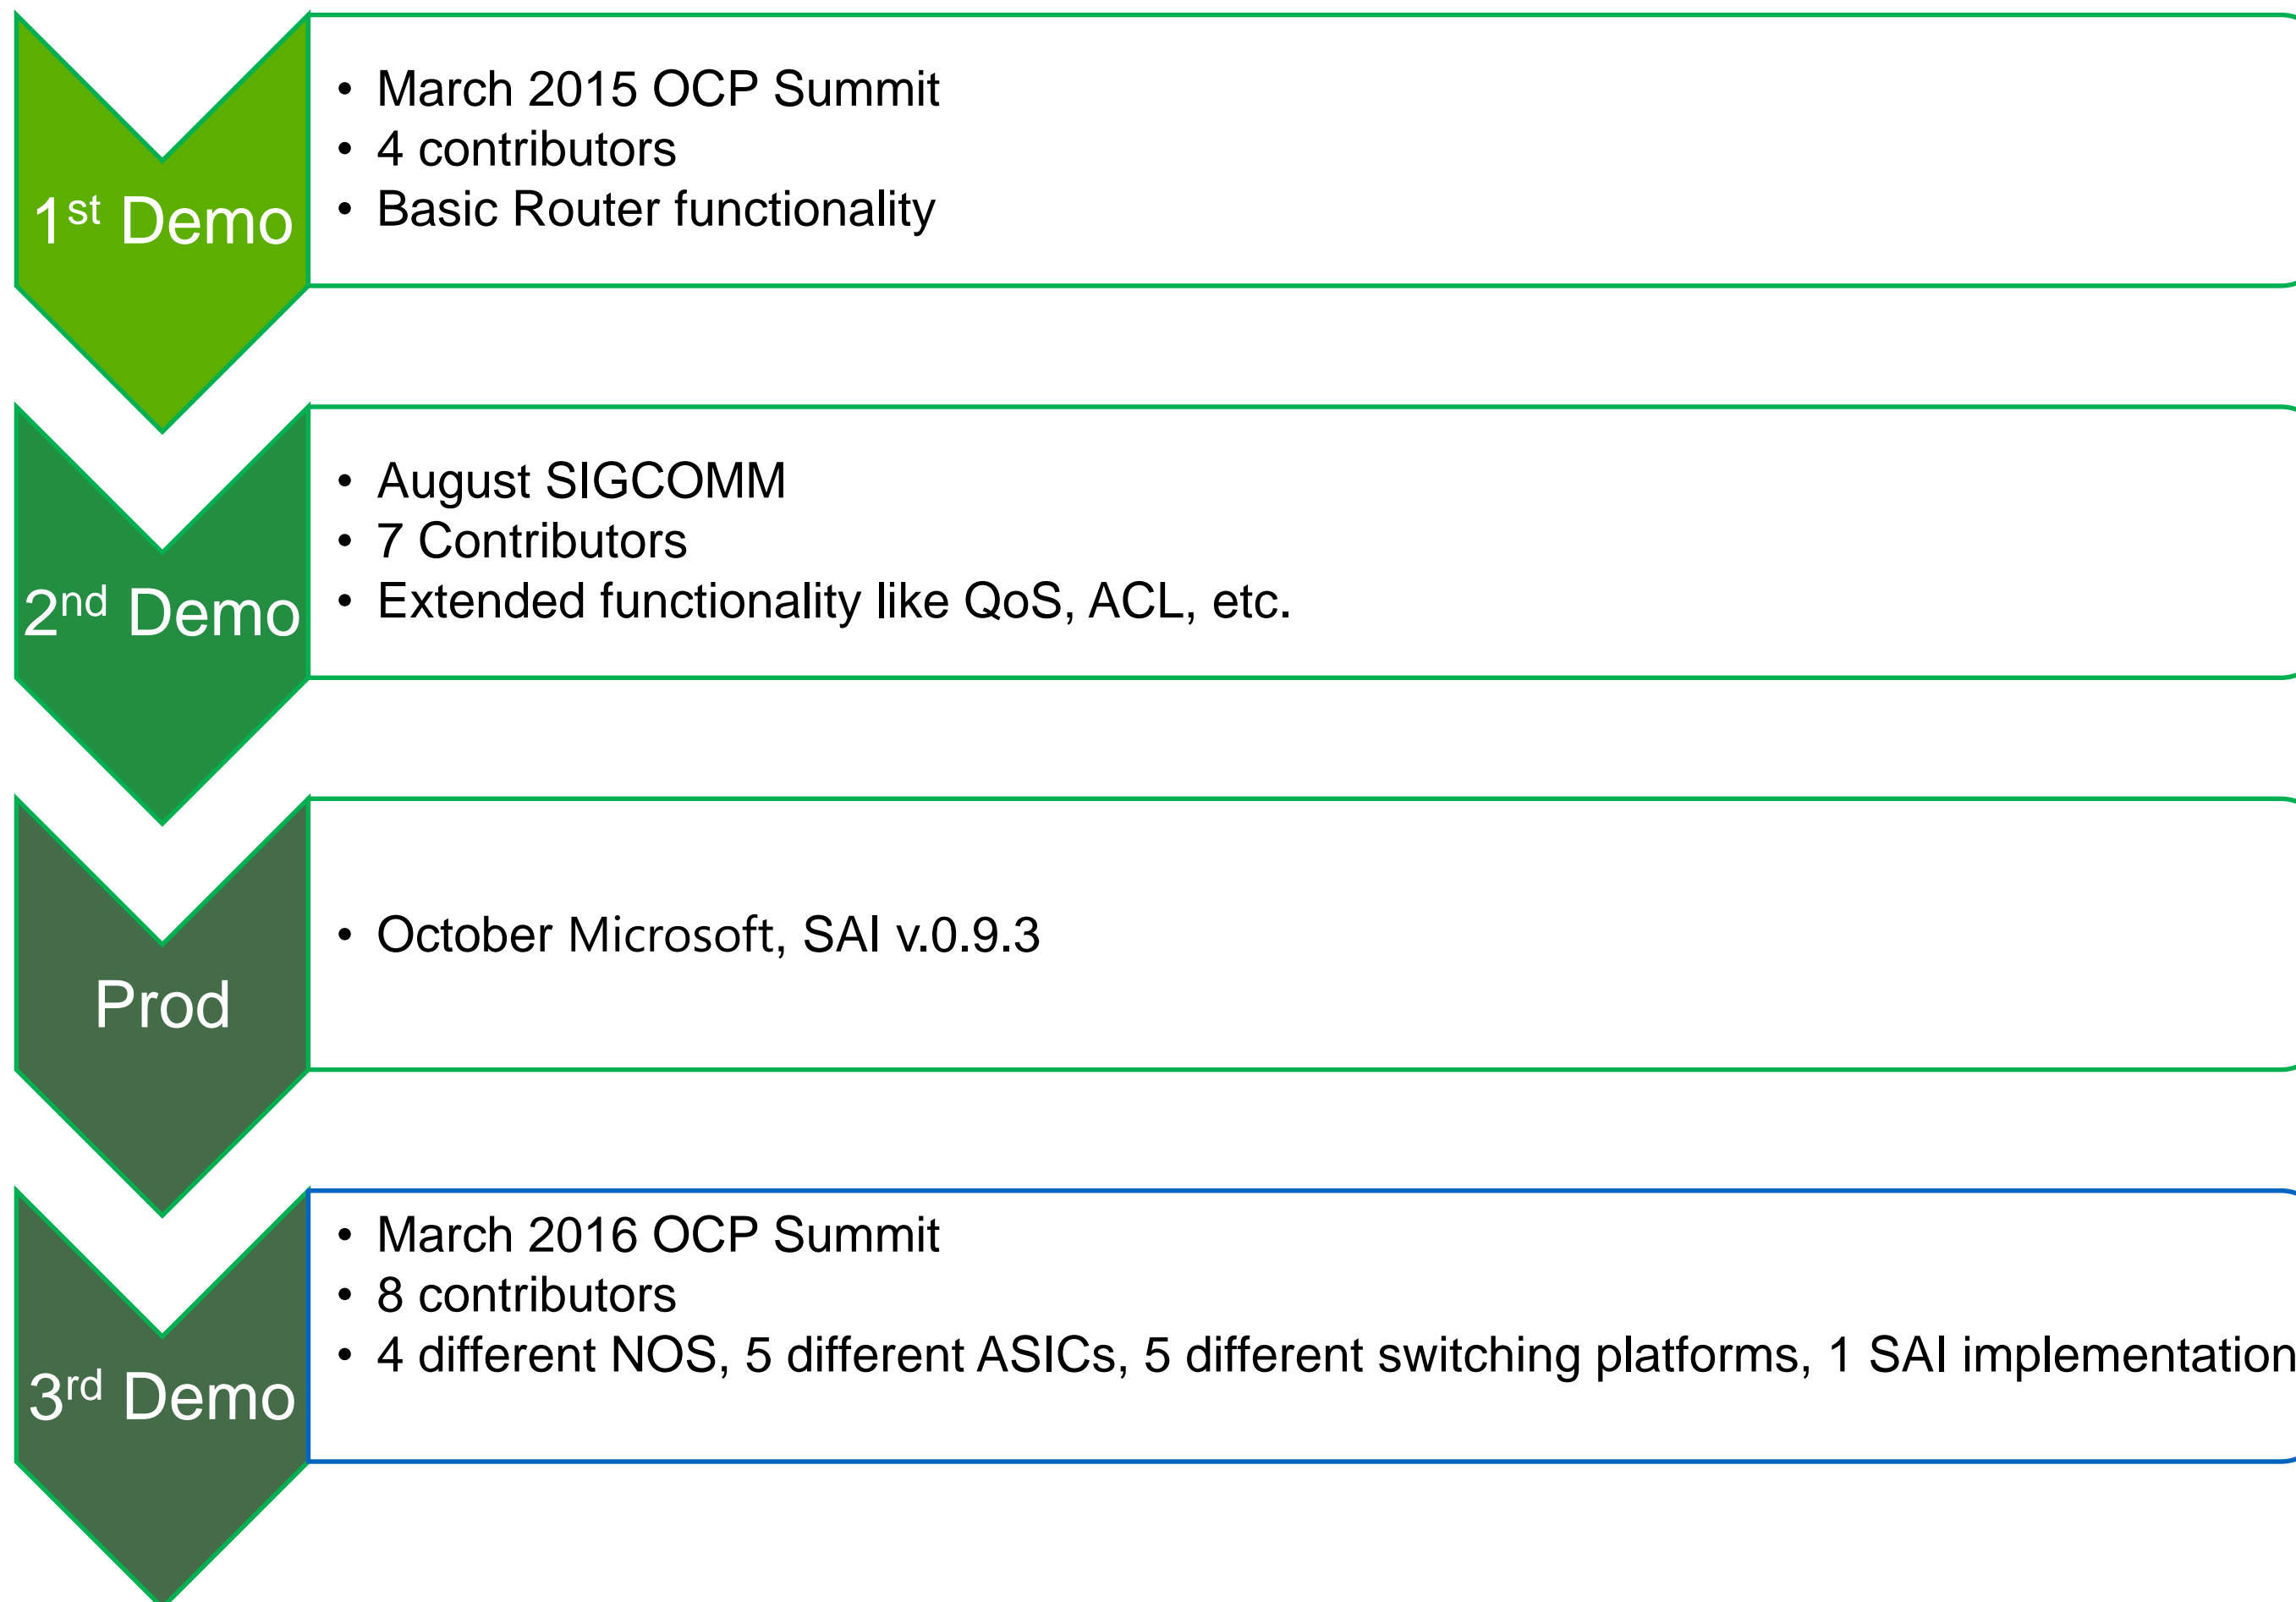 1st Demo
• March 2015 OCP Summit
• 4 contributors
• Basic Router functionality
2nd Demo
• August SIGCOMM
• 7 Contributors
• Extended functionality like QoS, ACL, etc.
Prod
• October Microsoft, SAI v.0.9.3
3rd Demo
• March 2016 OCP Summit
• 8 contributors
• 4 different NOS, 5 different ASICs, 5 different switching platforms, 1 SAI implementation